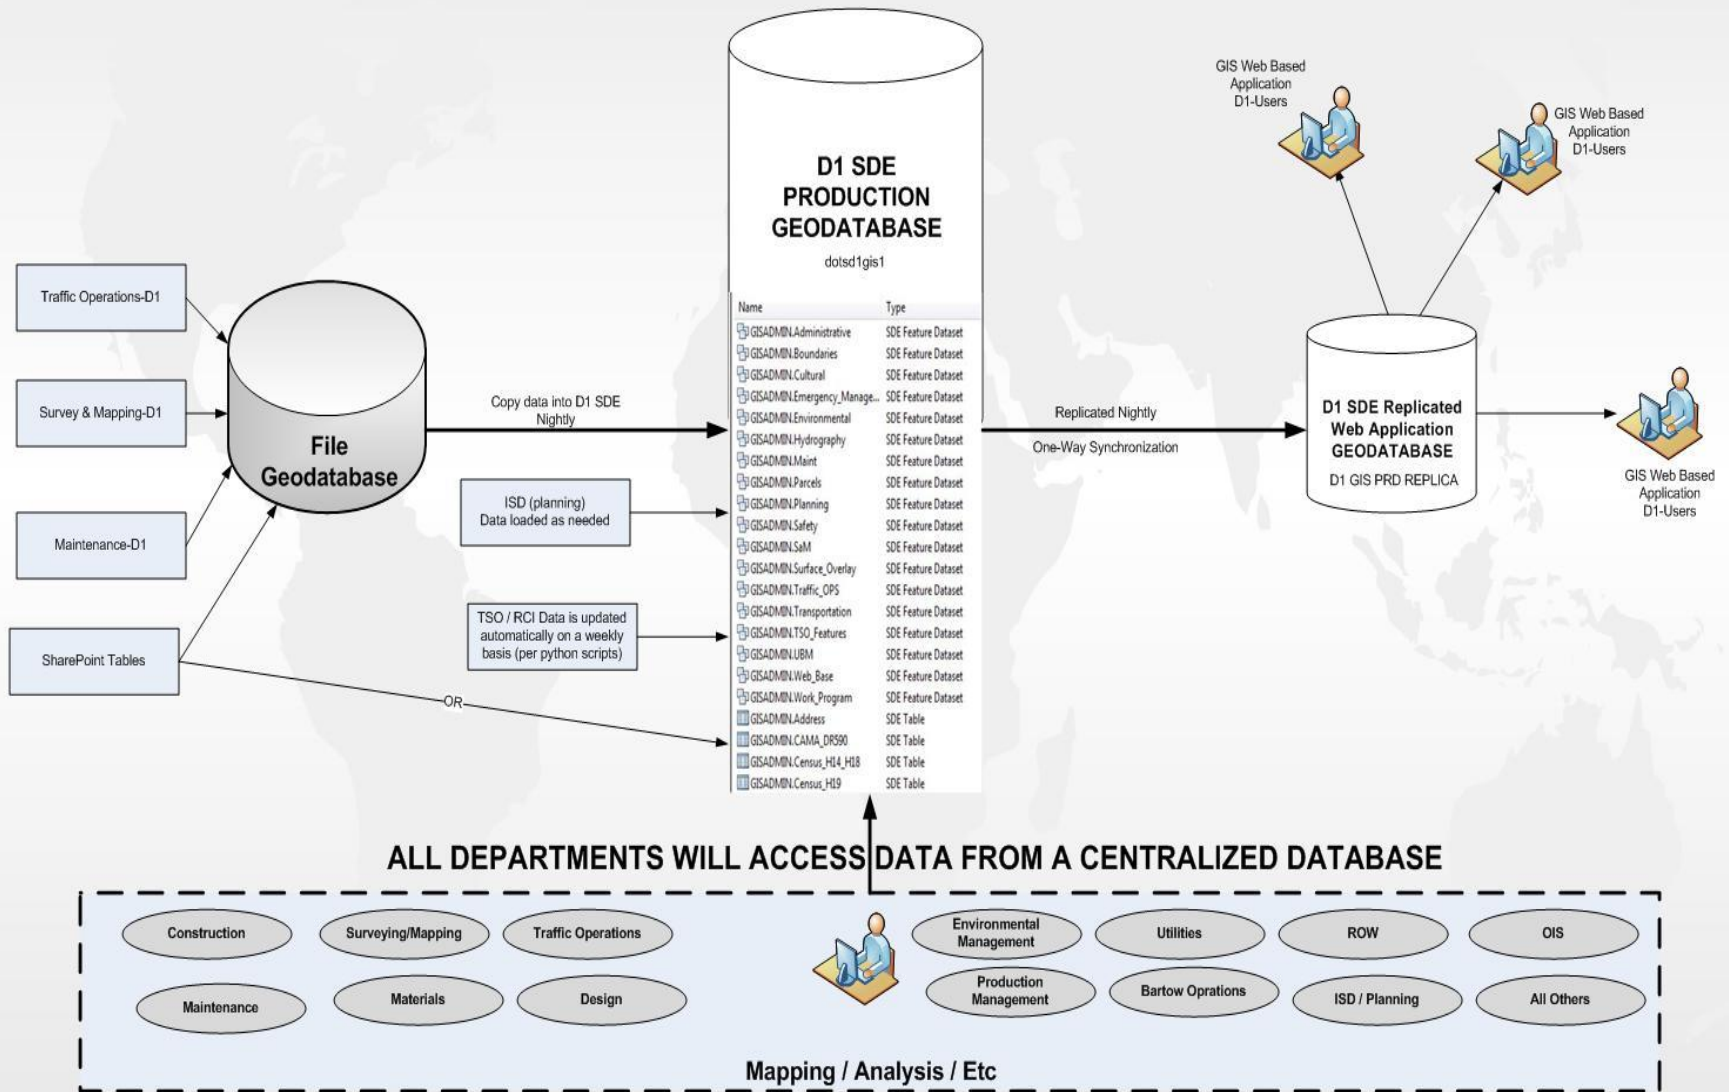 D1 SDE
PRODUCTION
GEODATABASE
dotsd1gis1
Name Type
GISADMIN.Administrative SDE Feature Dataset
GISADMIN.Boundaries SDE Feature Dataset
GISADMIN.Cultural SDE Feature Dataset
GISADMIN.Emergency_Manage... SDE Feature Dataset
GISADMIN.Environmental SDE Feature Dataset
GISADMIN.Hydrography SDE Feature Dataset
GISADMIN.Maint SDE Feature Dataset
GISADMIN.Parcels SDE Feature Dataset
GISADMIN.Planning SDE Feature Dataset
GISADMIN.Safety SDE Feature Dataset
GISADMIN.SaM SDE Feature Dataset
GISADMIN.Surface_Overlay SDE Feature Dataset
GISADMIN.Traffic_OPS SDE Feature Dataset
GISADMIN.Transportation SDE Feature Dataset
GISADMIN.TSO_Features SDE Feature Dataset
GISADMIN.UBM SDE Feature Dataset
GISADMIN.Web_Base SDE Feature Dataset
GISADMIN.Work_Program SDE Feature Dataset
GISADMIN.Address SDE Table
GISADMIN.CAMA_DR590 SDE Table
GISADMIN.Census_H14_H18 SDE Table
GISADMIN.Census_H19 SDE Table
Traffic Operations-D1
Survey & Mapping-D1
Maintenance-D1
SharePoint Tables
File
Geodatabase
Copy data into D1 SDE
Nightly
ISD (planning)
Data loaded as needed
TSO / RCI Data is updated
automatically on a weekly
basis (per python scripts)
OR
Replicated Nightly
One-Way Synchronization
GIS Web Based
Application
D1-Users
GIS Web Based
Application
D1-Users
D1 SDE Replicated
Web Application
GEODATABASE
D1 GIS PRD REPLICA
GIS Web Based
Application
D1-Users
ALL DEPARTMENTS WILL ACCESS DATA FROM A CENTRALIZED DATABASE
Construction
Surveying/Mapping
Traffic Operations
Environmental
Management
Utilities
ROW
OIS
Maintenance
Materials
Design
Production
Management
Bartow Oprations
ISD / Planning
All Others
Mapping / Analysis / Etc